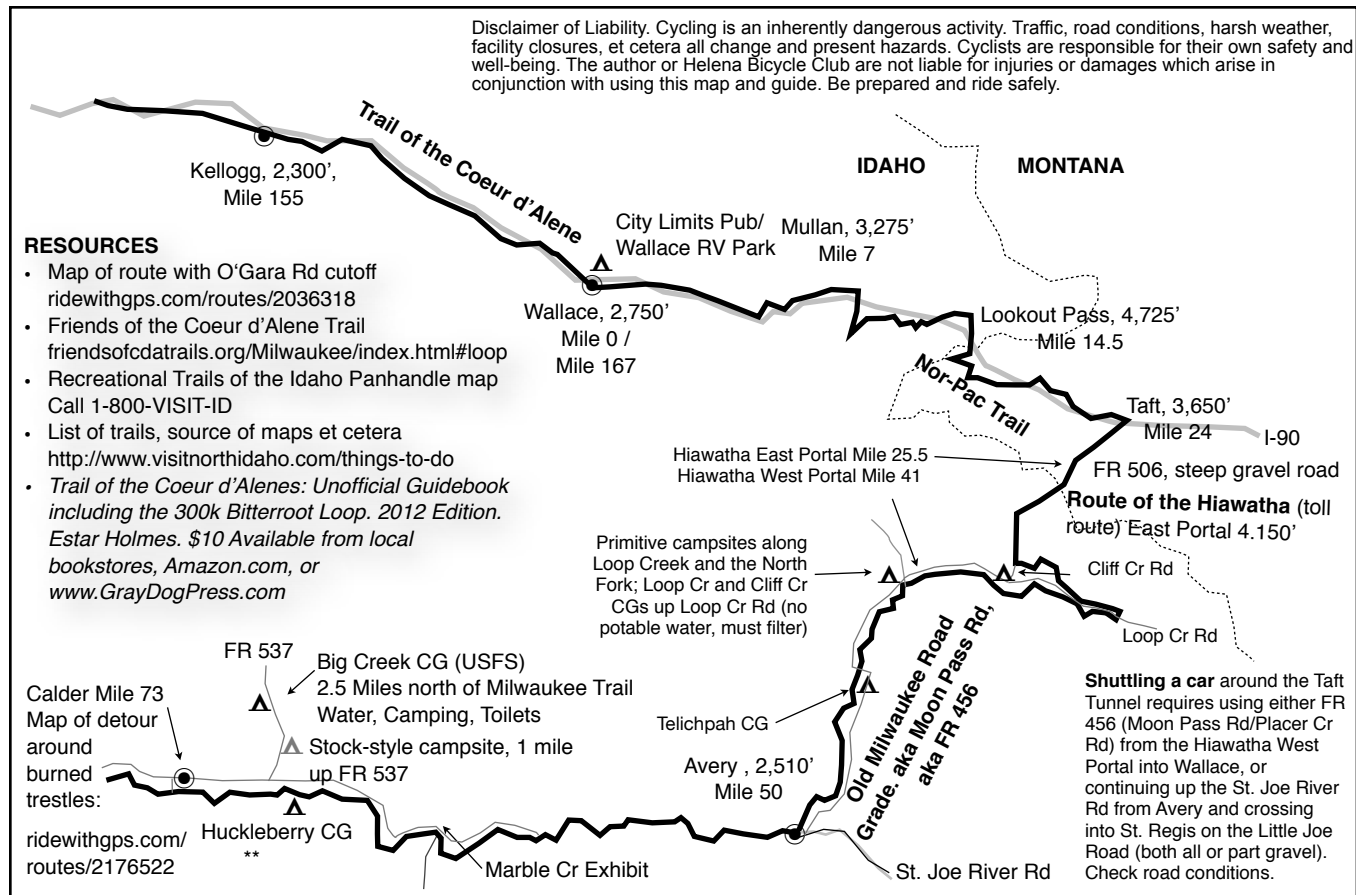 Disclaimer of Liability. Cycling is an inherently dangerous activity. Traffic, road conditions, harsh weather,
facility closures, et cetera all change and present hazards. Cyclists are responsible for their own safety and
well-being. The author or Helena Bicycle Club are not liable for injuries or damages which arise in
conjunction with using this map and guide. Be prepared and ride safely.
Trail of the Coeur d’Alene
IDAHO
MONTANA
Kellogg, 2,300’,
Mile 155
City Limits Pub/
Wallace RV Park
Mullan, 3,275’
Mile 7
RESOURCES
• Map of route with O‘Gara Rd cutoff
ridewithgps.com/routes/2036318
• Friends of the Coeur d’Alene Trail
friendsofcdatrails.org/Milwaukee/index.html#loop
• Recreational Trails of the Idaho Panhandle map
Call 1-800-VISIT-ID
• List of trails, source of maps et cetera
http://www.visitnorthidaho.com/things-to-do
• Trail of the Coeur d’Alenes: Unofficial Guidebook
including the 300k Bitterroot Loop. 2012 Edition.
Estar Holmes. $10 Available from local
bookstores, Amazon.com, or
www.GrayDogPress.com
Wallace, 2,750’
Mile 0 /
Mile 167
Lookout Pass, 4,725’
Mile 14.5
Nor-Pac Trail
Taft, 3,650’
Mile 24
I-90
Hiawatha East Portal Mile 25.5
Hiawatha West Portal Mile 41
FR 506, steep gravel road
Route of the Hiawatha (toll
route) East Portal 4.150’
Primitive campsites along
Loop Creek and the North
Fork; Loop Cr and Cliff Cr
CGs up Loop Cr Rd (no
potable water, must filter)
Cliff Cr Rd
Loop Cr Rd
FR 537
Big Creek CG (USFS)
2.5 Miles north of Milwaukee Trail
Water, Camping, Toilets
Stock-style campsite, 1 mile
up FR 537
Calder Mile 73
Map of detour
around
burned
trestles:
ridewithgps.com/
routes/2176522
Huckleberry CG
**
Marble Cr Exhibit
Telichpah CG
Avery , 2,510’
Mile 50
Old Milwaukee Road
Grade. aka Moon Pass Rd,
aka FR 456
St. Joe River Rd
Shuttling a car around the Taft
Tunnel requires using either FR
456 (Moon Pass Rd/Placer Cr
Rd) from the Hiawatha West
Portal into Wallace, or
continuing up the St. Joe River
Rd from Avery and crossing
into St. Regis on the Little Joe
Road (both all or part gravel).
Check road conditions.